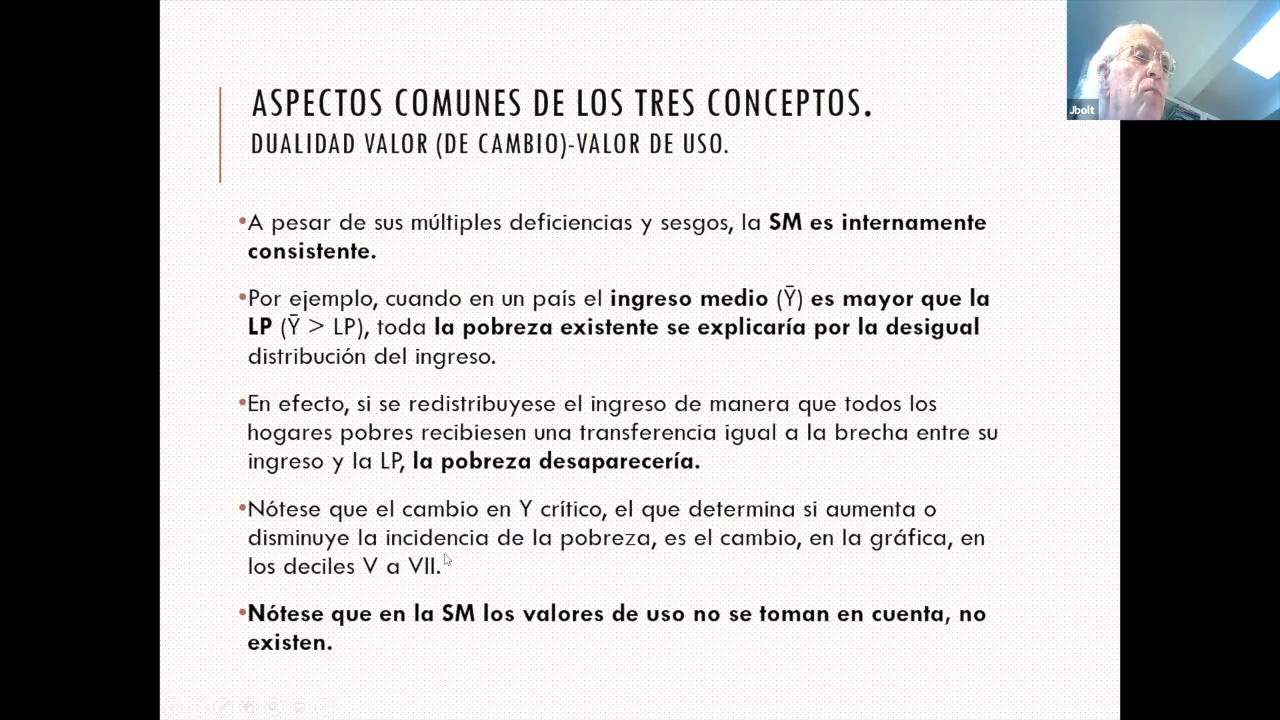 ASPECTOS COMUNES DE LOS TRES CONCEPTOS.
DUALIDAD VALOR (DE CAMBIO)-VALOR DE USO.
•A pesar de sus múltiples deficiencias y sesgos, la SM es internamente
consistente.
•Por ejemplo, cuando en un país el ingreso medio (Ȳ) es mayor que la
LP (Ȳ > LP), toda la pobreza existente se explicaría por la desigual
distribución del ingreso.
•En efecto, si se redistribuyese el ingreso de manera que todos los
hogares pobres recibiesen una transferencia igual a la brecha entre su
ingreso y la LP, la pobreza desaparecería.
•Nótese que el cambio en Y crítico, el que determina si aumenta o
disminuye la incidencia de la pobreza, es el cambio, en la gráfica, en
los deciles V a VII.
•Nótese que en la SM los valores de uso no se toman en cuenta, no
existen.
Jbolt